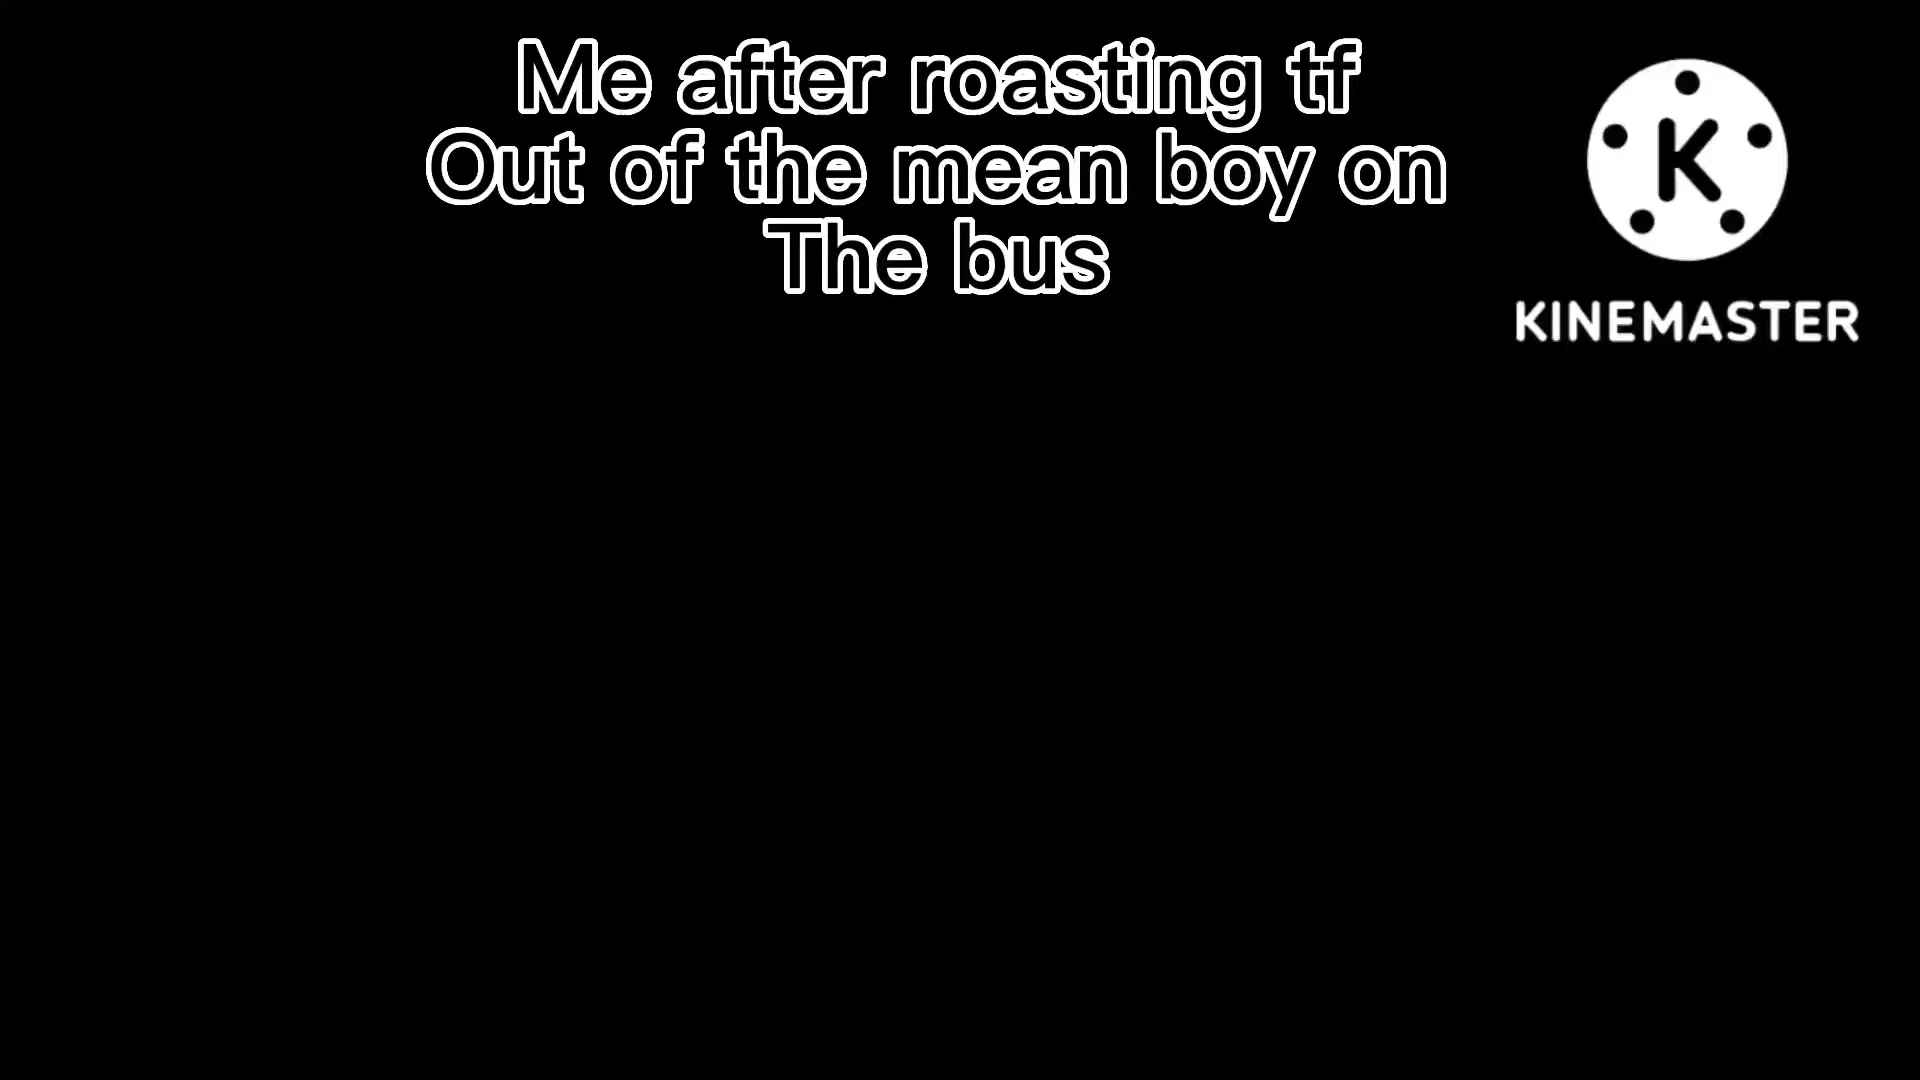 Me after roasting tf
Out of the mean boy on
The bus
K
KINEMASTER